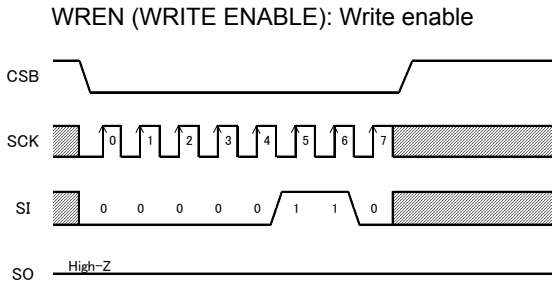 WREN (WRITE ENABLE): Write enable
CSB
SCK 0 1 2 3 4 5 6 7
SI 0 0 0 0 0 1 1 0
SO High-Z